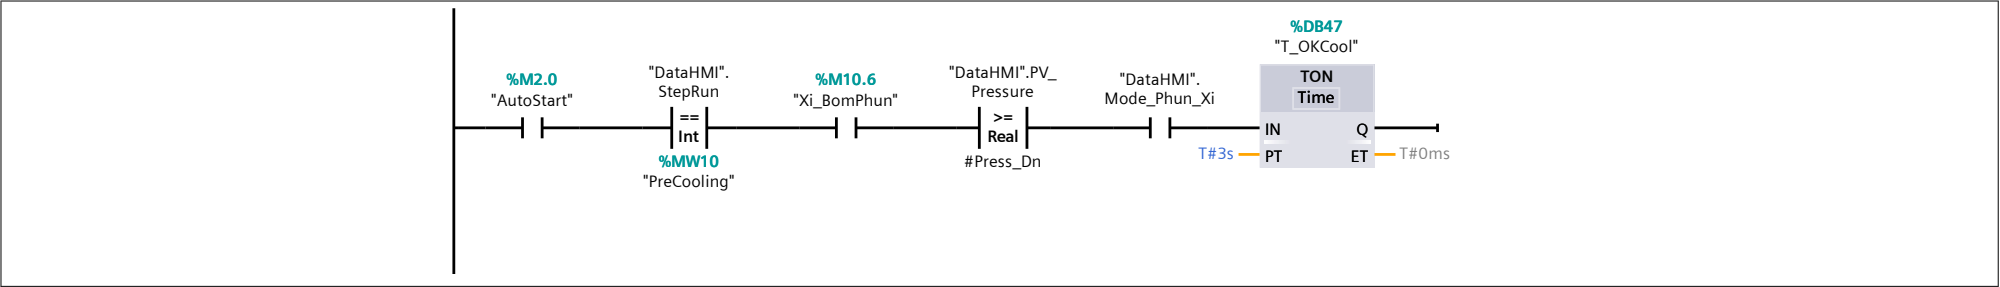 %DB47
"T_OKCool"
%M2.0
"AutoStart"
"DataHMI".
StepRun
==
Int
%MW10
"PreCooling"
%M10.6
"Xi_BomPhun"
"DataHMI".PV_
Pressure
>=
Real
#Press_Dn
"DataHMI".
Mode_Phun_Xi
TON
Time
IN Q
T#3s PT ET T#0ms